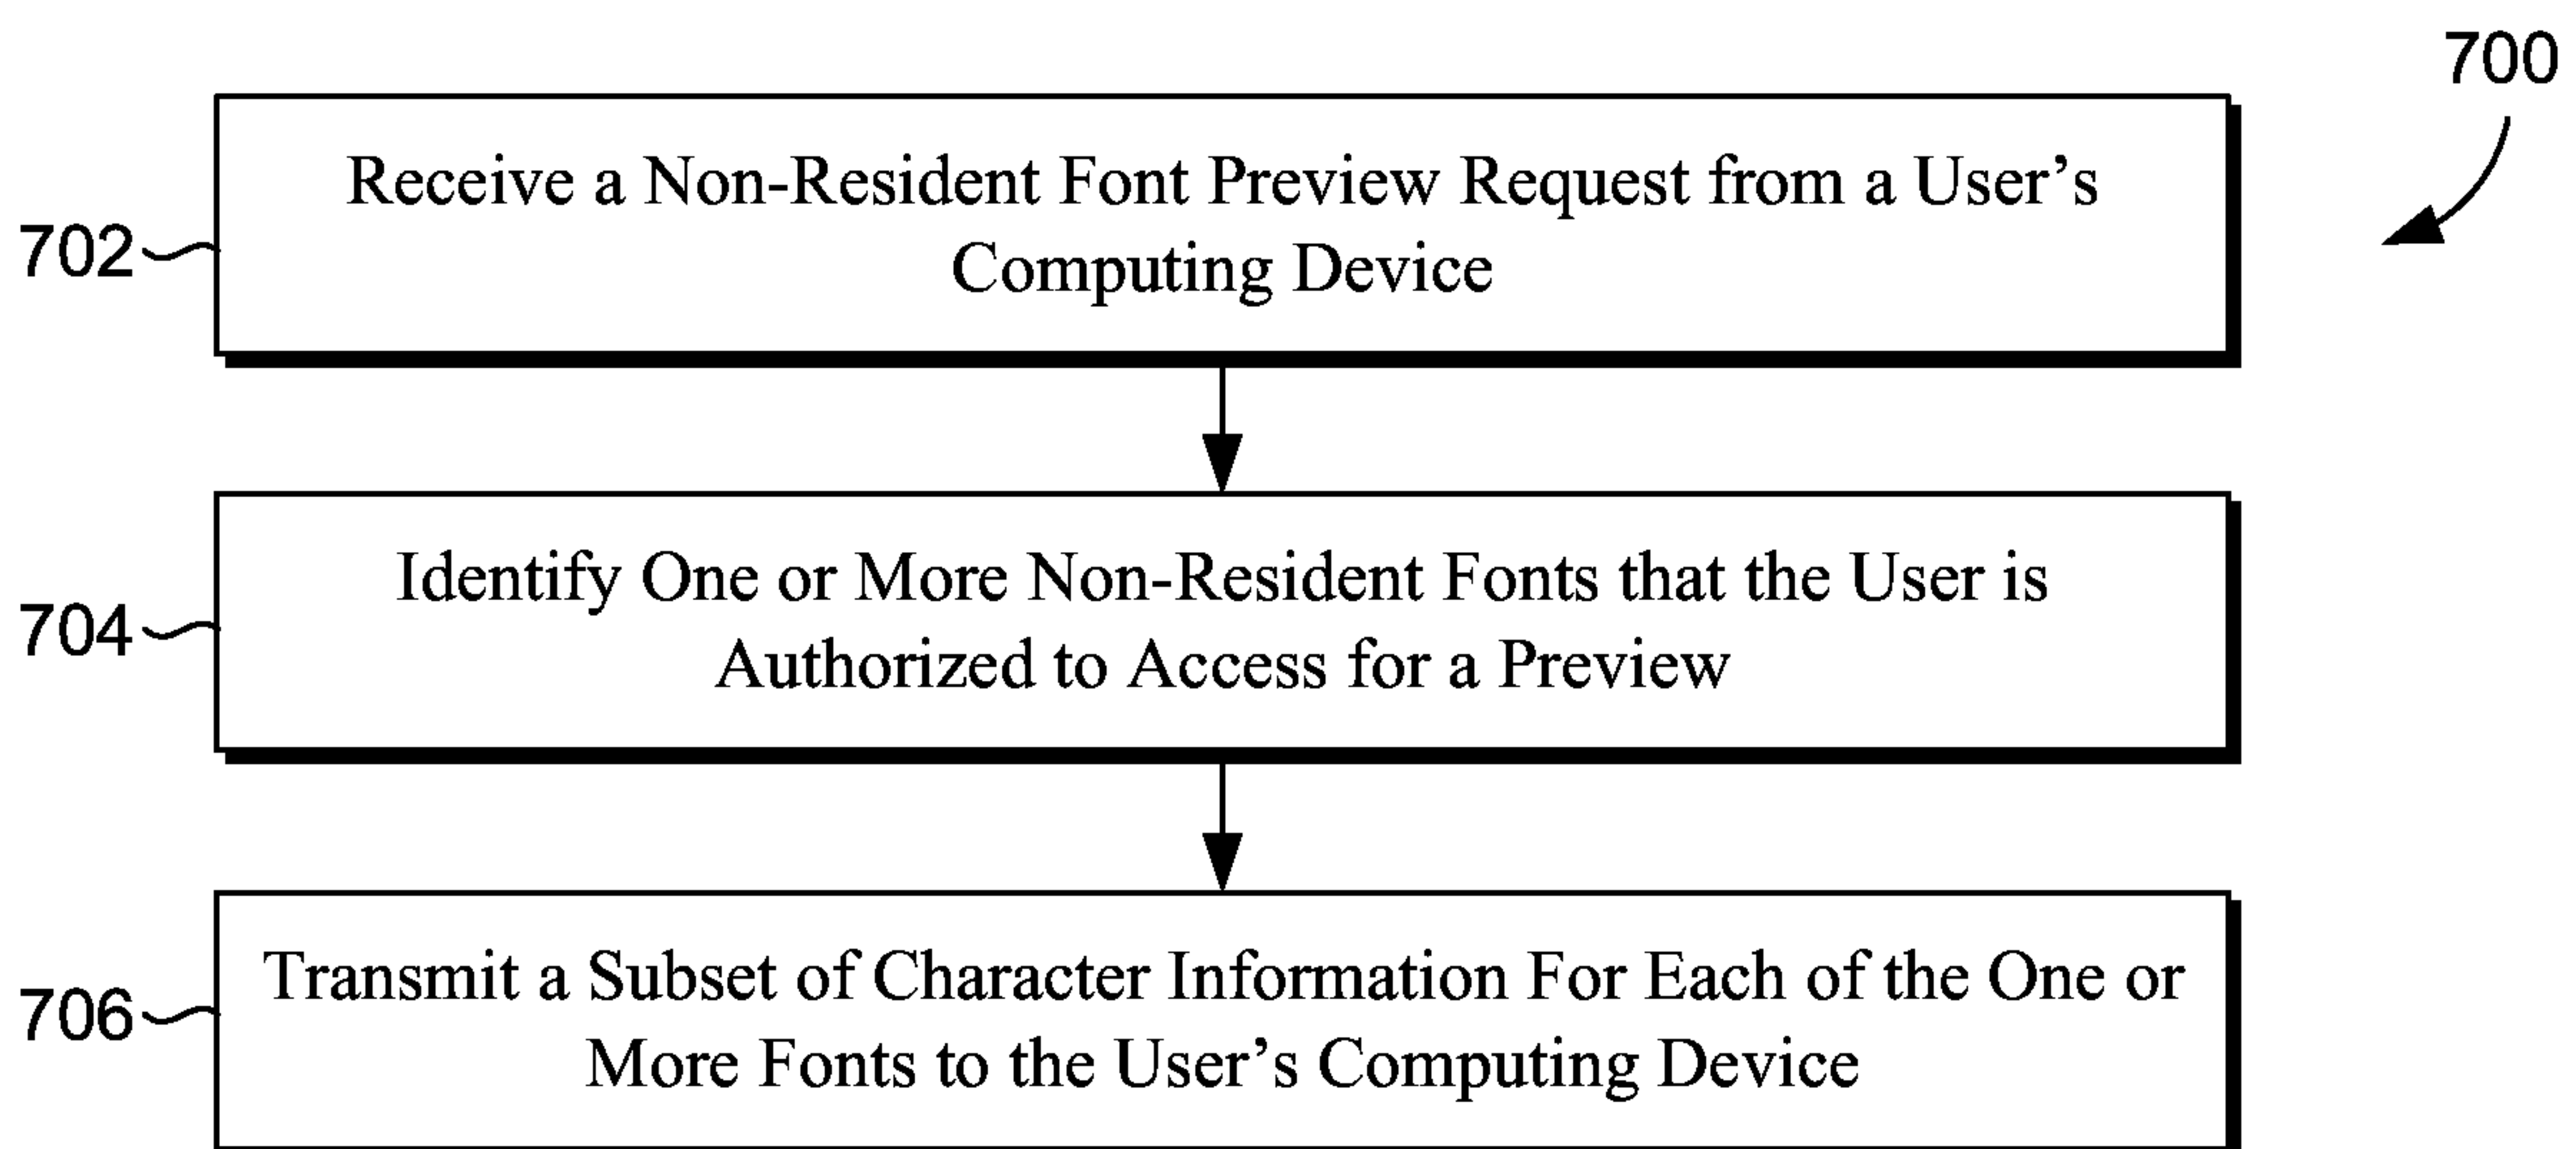 700
Receive a Non-Resident Font Preview Request from a User’s
Computing Device
702
Identify One or More Non-Resident Fonts that the User is
Authorized to Access for a Preview
704
Transmit a Subset of Character Information For Each of the One or
More Fonts to the User’s Computing Device
706